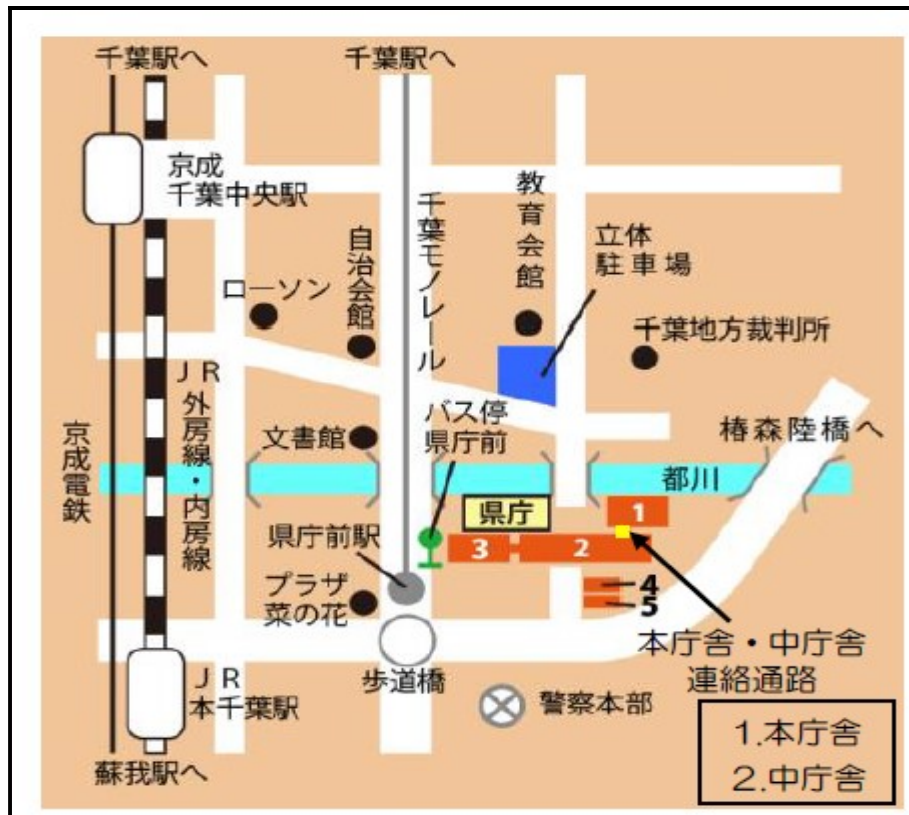 千葉駅へ
千葉駅へ
京成
千葉中央駅
千葉モノレール
教育会館
立体
駐車場
自治会館
ローソン
千葉地方裁判所
JR
外房線・内房線
バス停
県庁前
椿森陸橋へ
京成電鉄
文書館
都川
県庁
1
県庁前駅
3
2
プラザ
菜の花
4
5
本庁舎・中庁舎
連絡通路
JR
本千葉駅
歩道橋
警察本部
1.本庁舎
2.中庁舎
蘇我駅へ